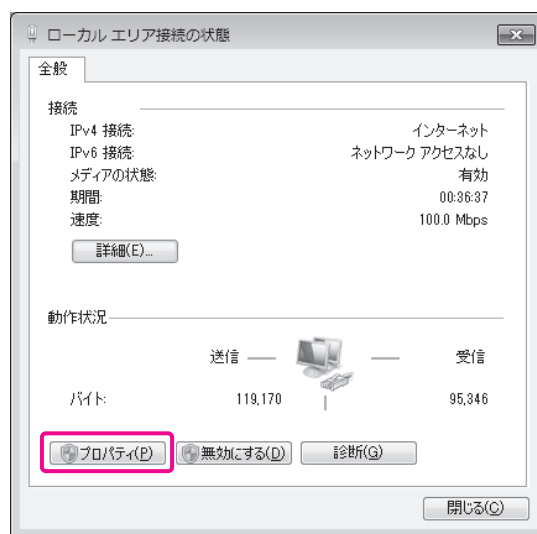 ローカル エリア接続の状態
全般
接続
IPv4 接続: インターネット
IPv6 接続: ネットワーク アクセスなし
メディアの状態: 有効
期間: 00:36:37
速度: 100.0 Mbps
詳細(E)...
動作状況
送信 受信
バイト: 119,170 95,346
プロパティ(P) 無効にする(D) 診断(G)
閉じる(C)